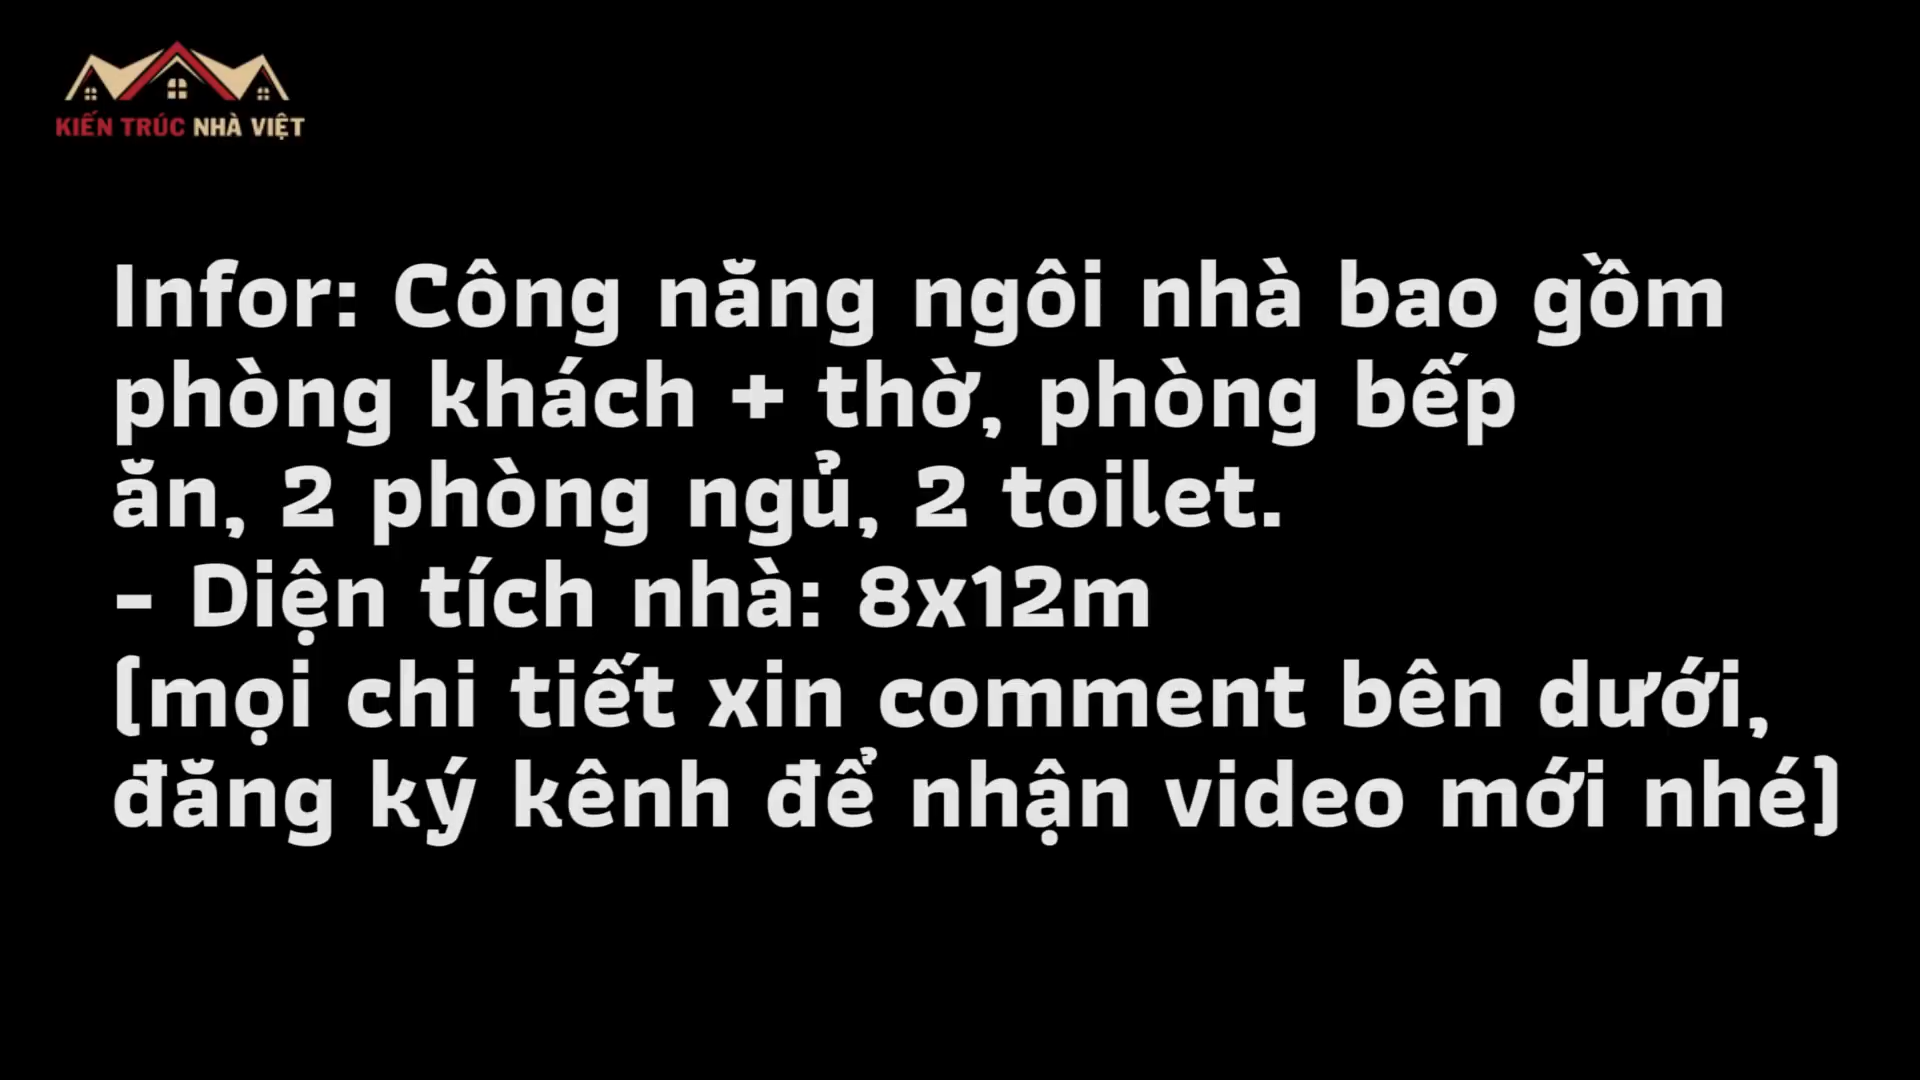 KIẾN TRÚC NHÀ VIỆT
Infor: Công năng ngôi nhà bao gồm
phòng khách + thờ, phòng bếp
ăn, 2 phòng ngủ, 2 toilet.
- Diện tích nhà: 8x12m
(mọi chi tiết xin comment bên dưới,
đăng ký kênh để nhận video mới nhé)